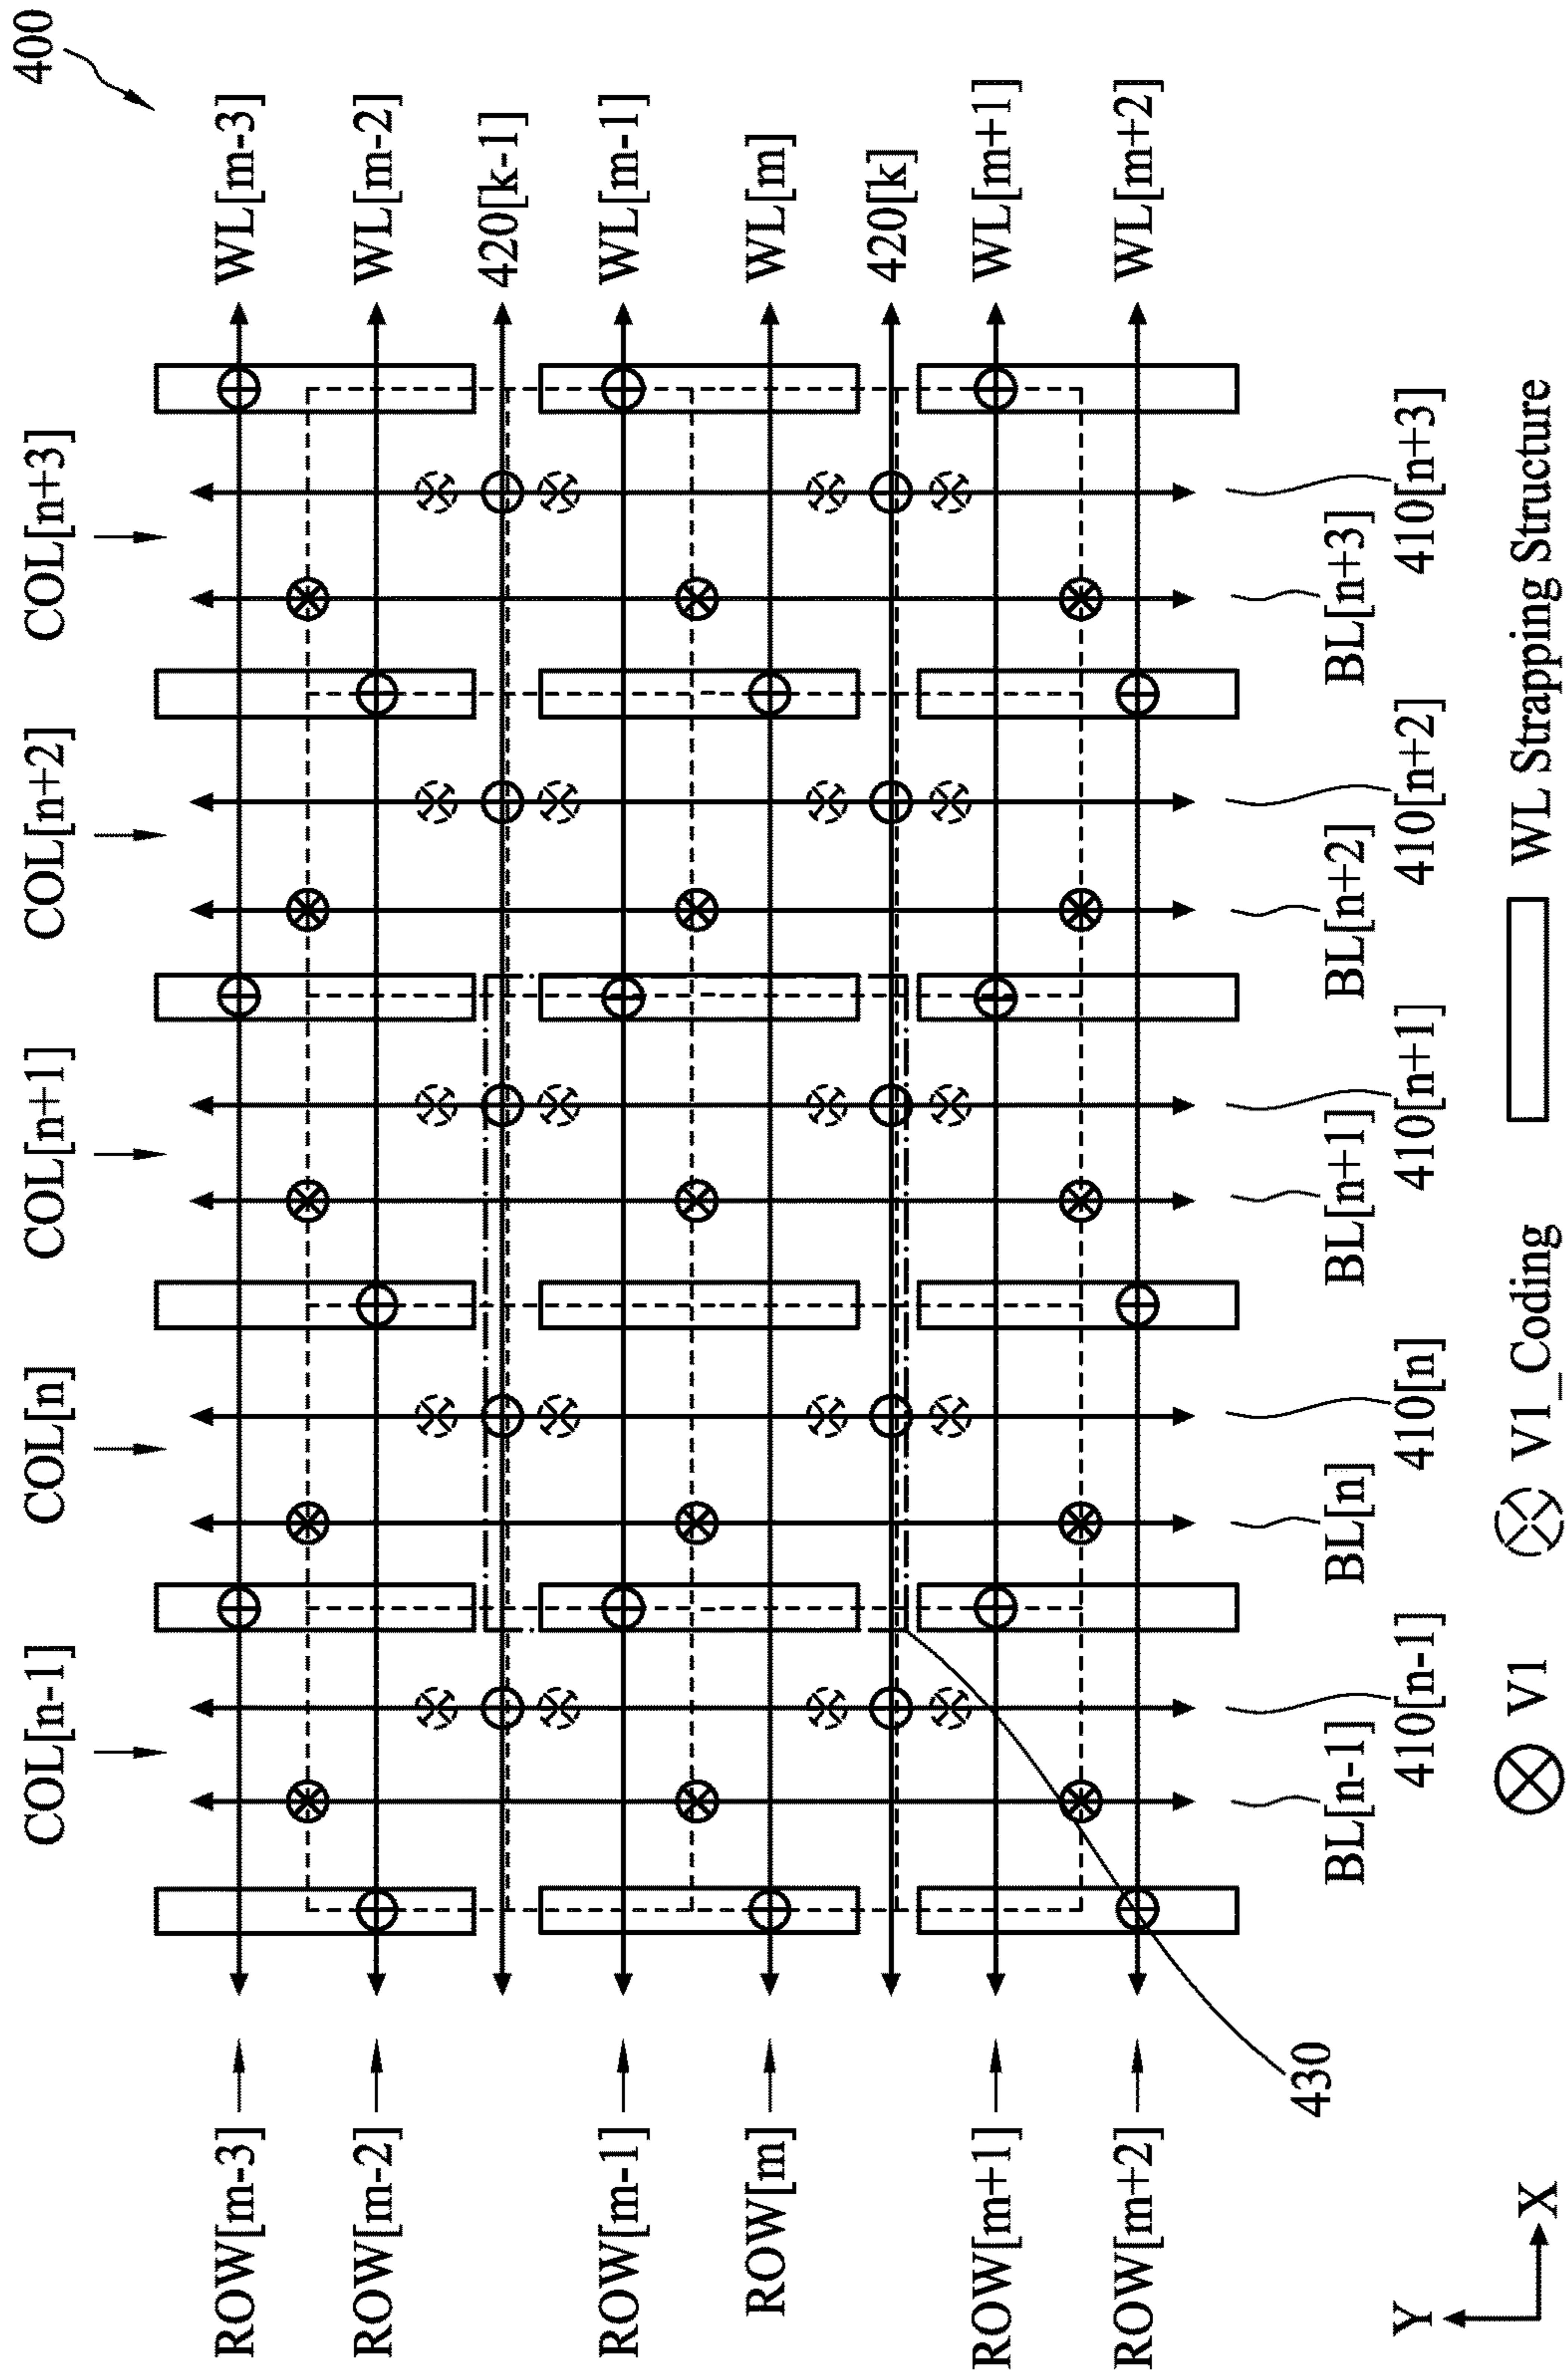 400
COL[n-1] COL[n] COL[n+1] COL[n+2] COL[n+3]
ROW[m-3] WL[m-3]
ROW[m-2] WL[m-2]
420[k-1]
ROW[m-1] WL[m-1]
ROW[m] WL[m]
420[k]
ROW[m+1] WL[m+1]
ROW[m+2] WL[m+2]
430
BL[n-1] BL[n] BL[n+1] BL[n+2] BL[n+3]
410[n-1] 410[n] 410[n+1] 410[n+2] 410[n+3]
Y
X
V1 V1_Coding WL Strapping Structure